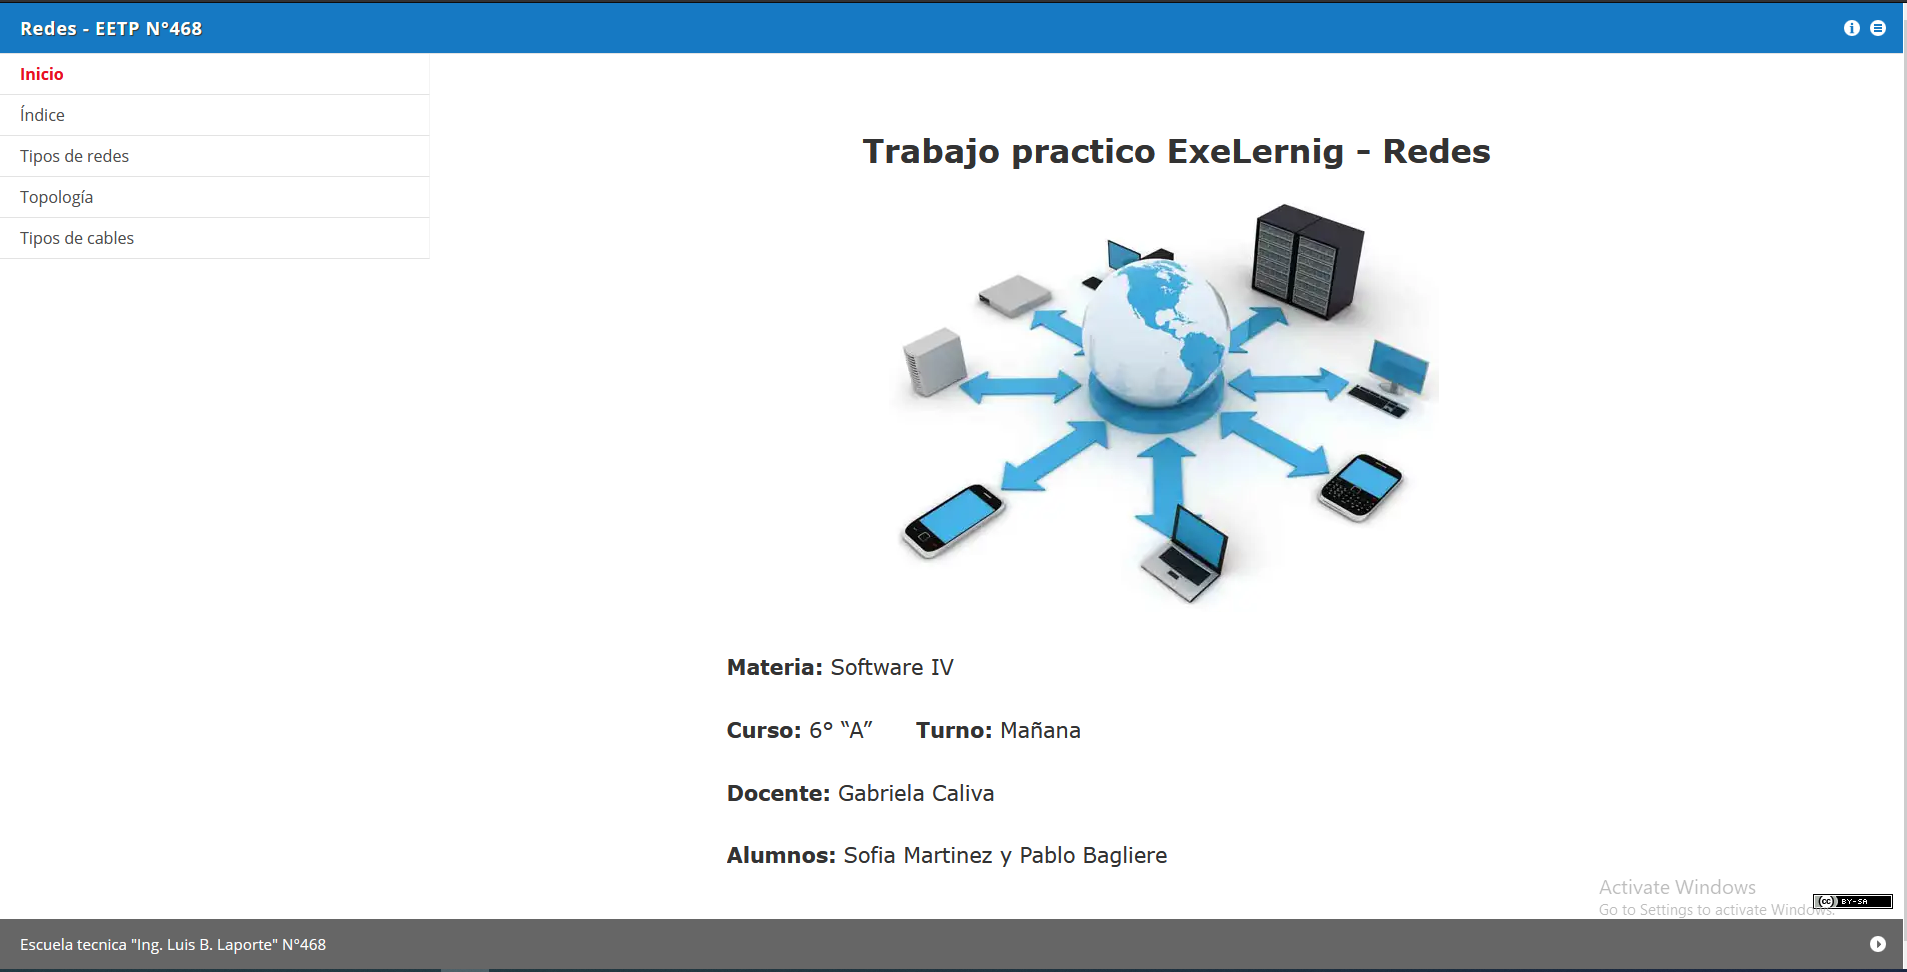 Redes - EETP N°468
Inicio
Índice
Tipos de redes
Topología
Tipos de cables
Trabajo practico ExeLernig - Redes
Materia: Software IV
Curso: 6° “A” Turno: Mañana
Docente: Gabriela Caliva
Alumnos: Sofia Martinez y Pablo Bagliere
Activate Windows
Go to Settings to activate Windows.
cc BY-SA
Escuela tecnica "Ing. Luis B. Laporte" N°468